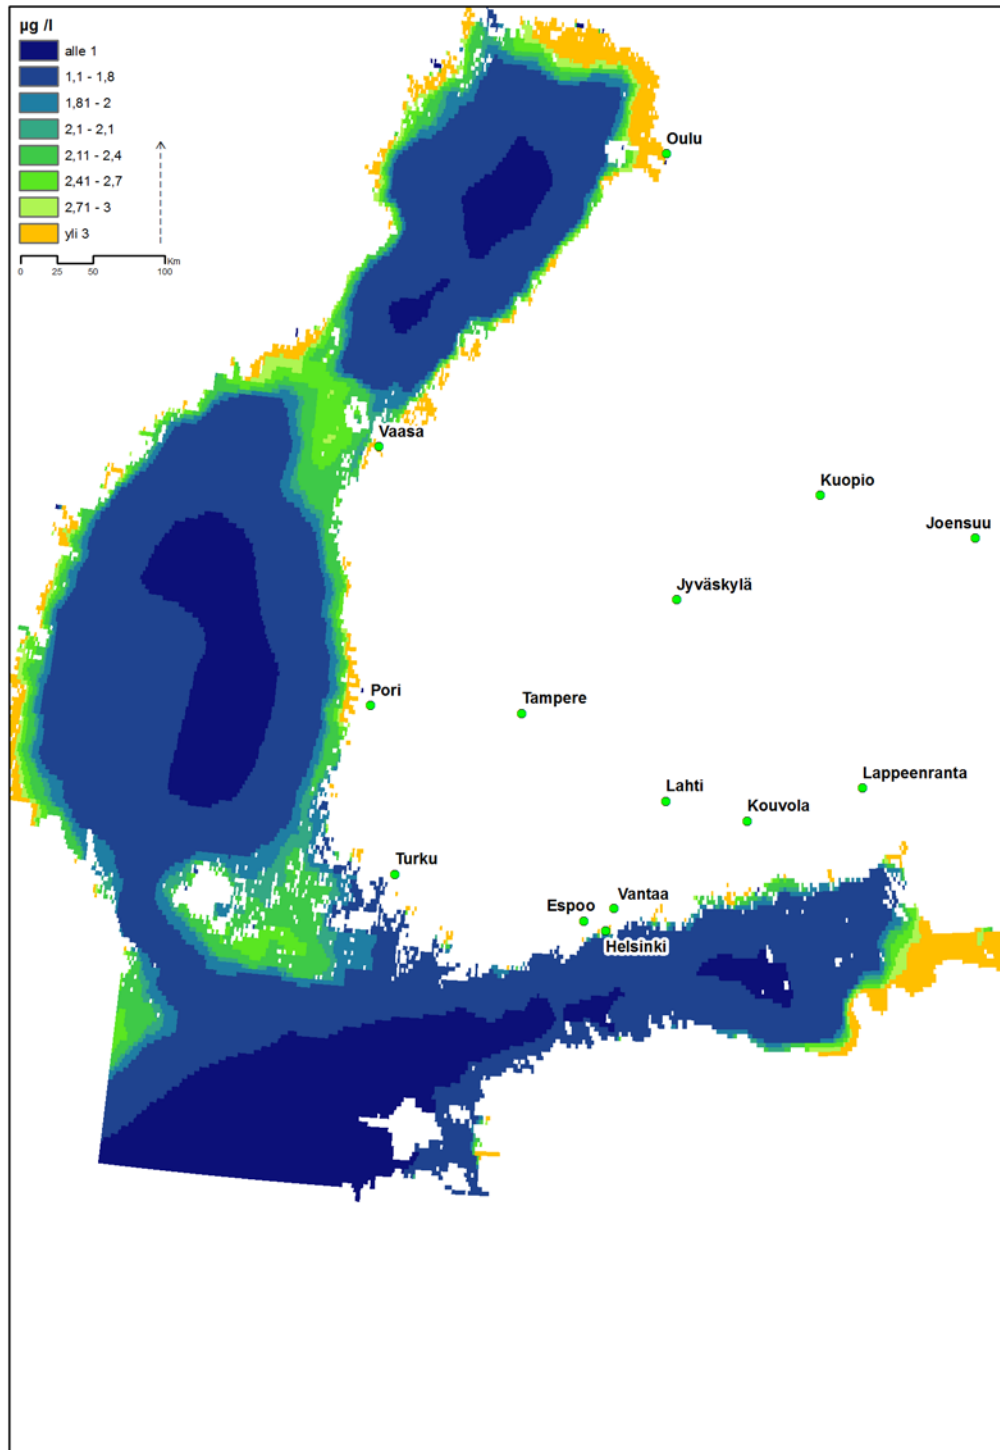 µg /l
alle 1
1,1 - 1,8
1,81 - 2
2,1 - 2,1
2,11 - 2,4
2,41 - 2,7
2,71 - 3
yli 3
Km
0 25 50 100
Oulu
Vaasa
Kuopio
Joensuu
Jyväskylä
Pori
Tampere
Lappeenranta
Lahti
Kouvola
Turku
Vantaa
Espoo
Helsinki